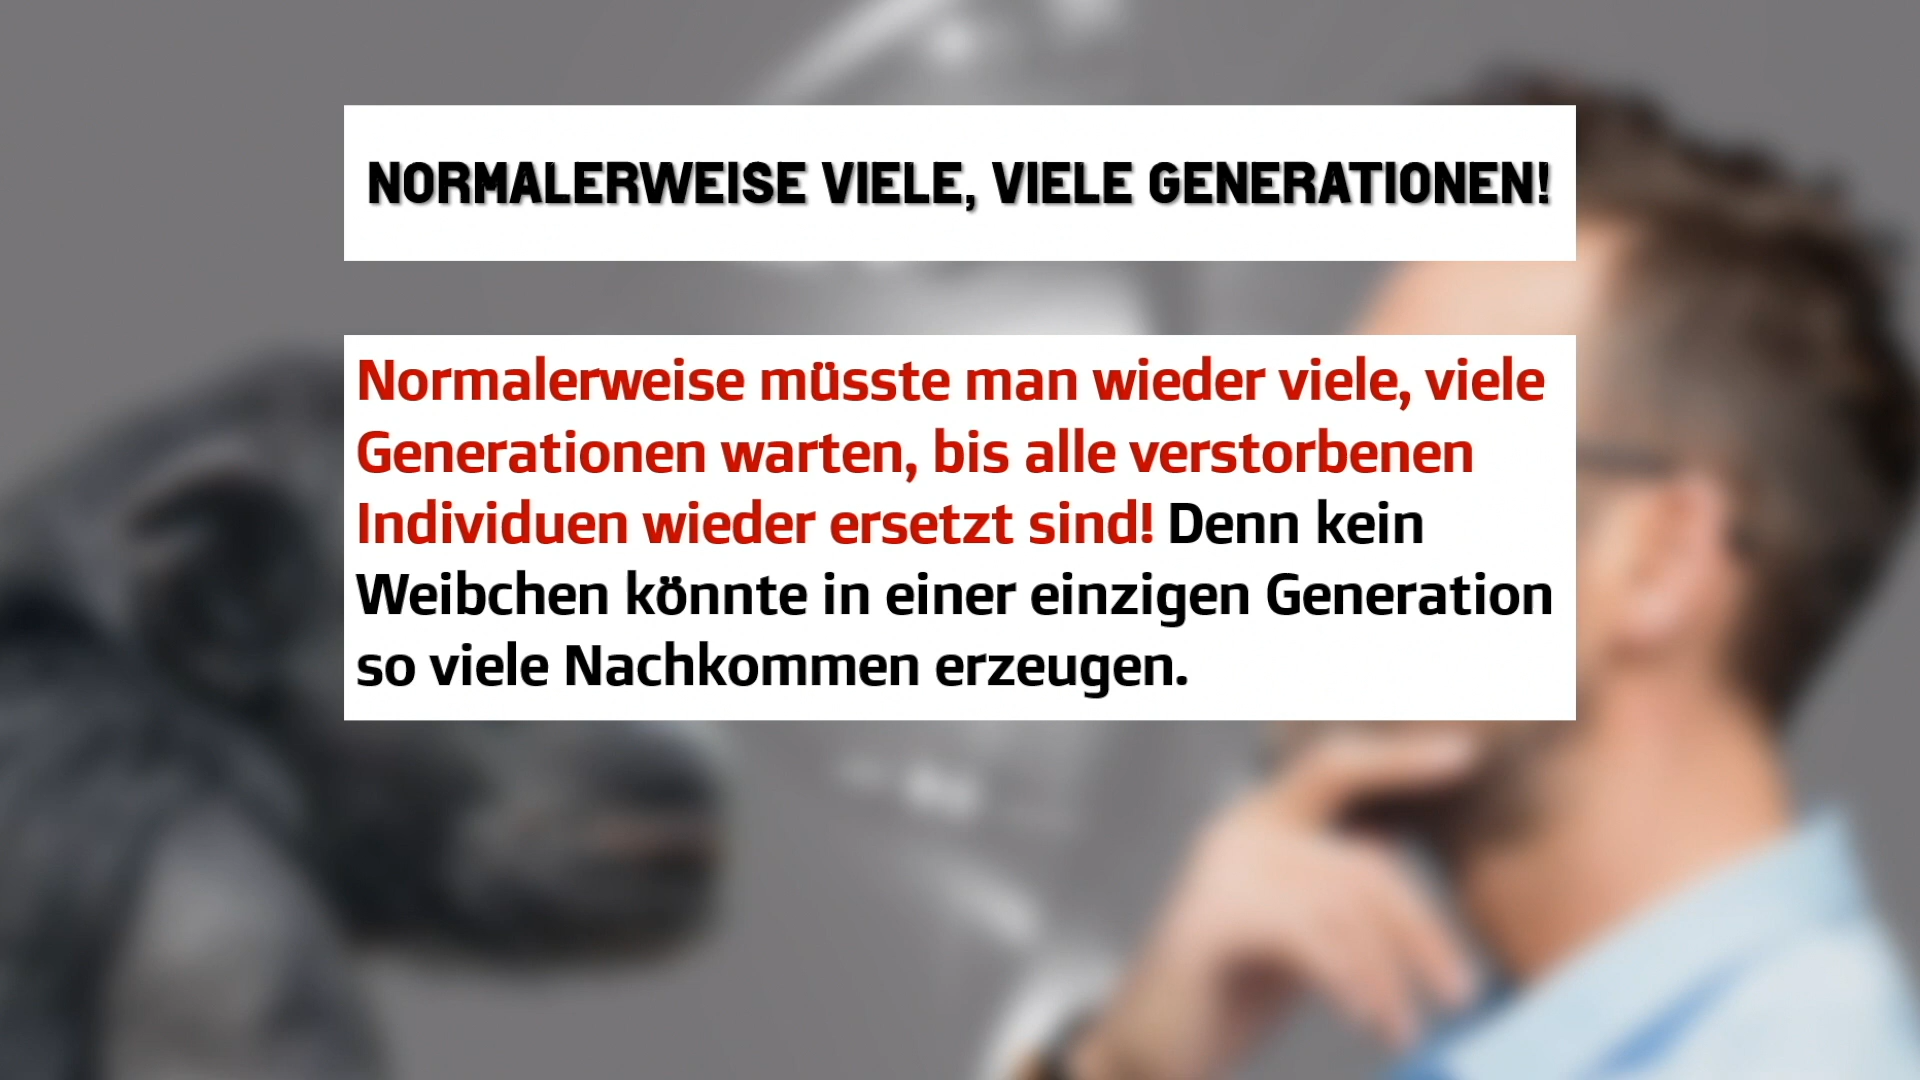 NORMALERWEISE VIELE, VIELE GENERATIONEN!
Normalerweise müsste man wieder viele, viele
Generationen warten, bis alle verstorbenen
Individuen wieder ersetzt sind! Denn kein
Weibchen könnte in einer einzigen Generation
so viele Nachkommen erzeugen.